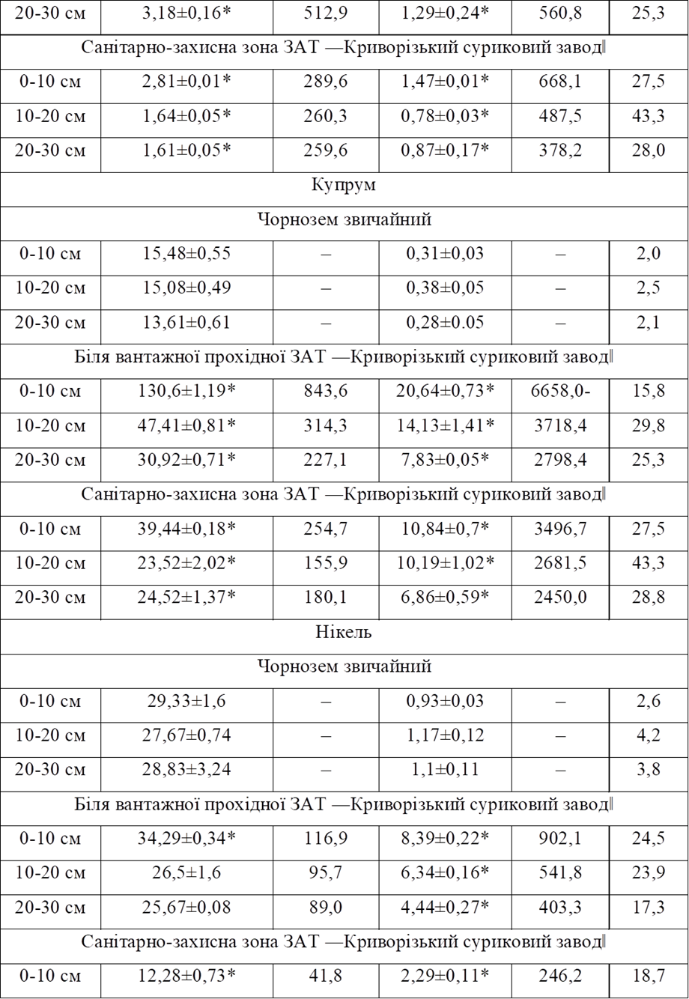 20-30 см 3,18±0,16* 512,9 1,29±0,24* 560,8 25,3
Санітарно-захисна зона ЗАТ ―Криворізький суриковий завод‖
0-10 см 2,81±0,01* 289,6 1,47±0,01* 668,1 27,5
10-20 см 1,64±0,05* 260,3 0,78±0,03* 487,5 43,3
20-30 см 1,61±0,05* 259,6 0,87±0,17* 378,2 28,0
Купрум
Чорнозем звичайний
0-10 см 15,48±0,55 – 0,31±0,03 – 2,0
10-20 см 15,08±0,49 – 0,38±0,05 – 2,5
20-30 см 13,61±0,61 – 0,28±0.05 – 2,1
Біля вантажної прохідної ЗАТ ―Криворізький суриковий завод‖
0-10 см 130,6±1,19* 843,6 20,64±0,73* 6658,0- 15,8
10-20 см 47,41±0,81* 314,3 14,13±1,41* 3718,4 29,8
20-30 см 30,92±0,71* 227,1 7,83±0,05* 2798,4 25,3
Санітарно-захисна зона ЗАТ ―Криворізький суриковий завод‖
0-10 см 39,44±0,18* 254,7 10,84±0,7* 3496,7 27,5
10-20 см 23,52±2,02* 155,9 10,19±1,02* 2681,5 43,3
20-30 см 24,52±1,37* 180,1 6,86±0,59* 2450,0 28,8
Нікель
Чорнозем звичайний
0-10 см 29,33±1,6 – 0,93±0,03 – 2,6
10-20 см 27,67±0,74 – 1,17±0,12 – 4,2
20-30 см 28,83±3,24 – 1,1±0,11 – 3,8
Біля вантажної прохідної ЗАТ ―Криворізький суриковий завод‖
0-10 см 34,29±0,34* 116,9 8,39±0,22* 902,1 24,5
10-20 см 26,5±1,6 95,7 6,34±0,16* 541,8 23,9
20-30 см 25,67±0,08 89,0 4,44±0,27* 403,3 17,3
Санітарно-захисна зона ЗАТ ―Криворізький суриковий завод‖
0-10 см 12,28±0,73* 41,8 2,29±0,11* 246,2 18,7